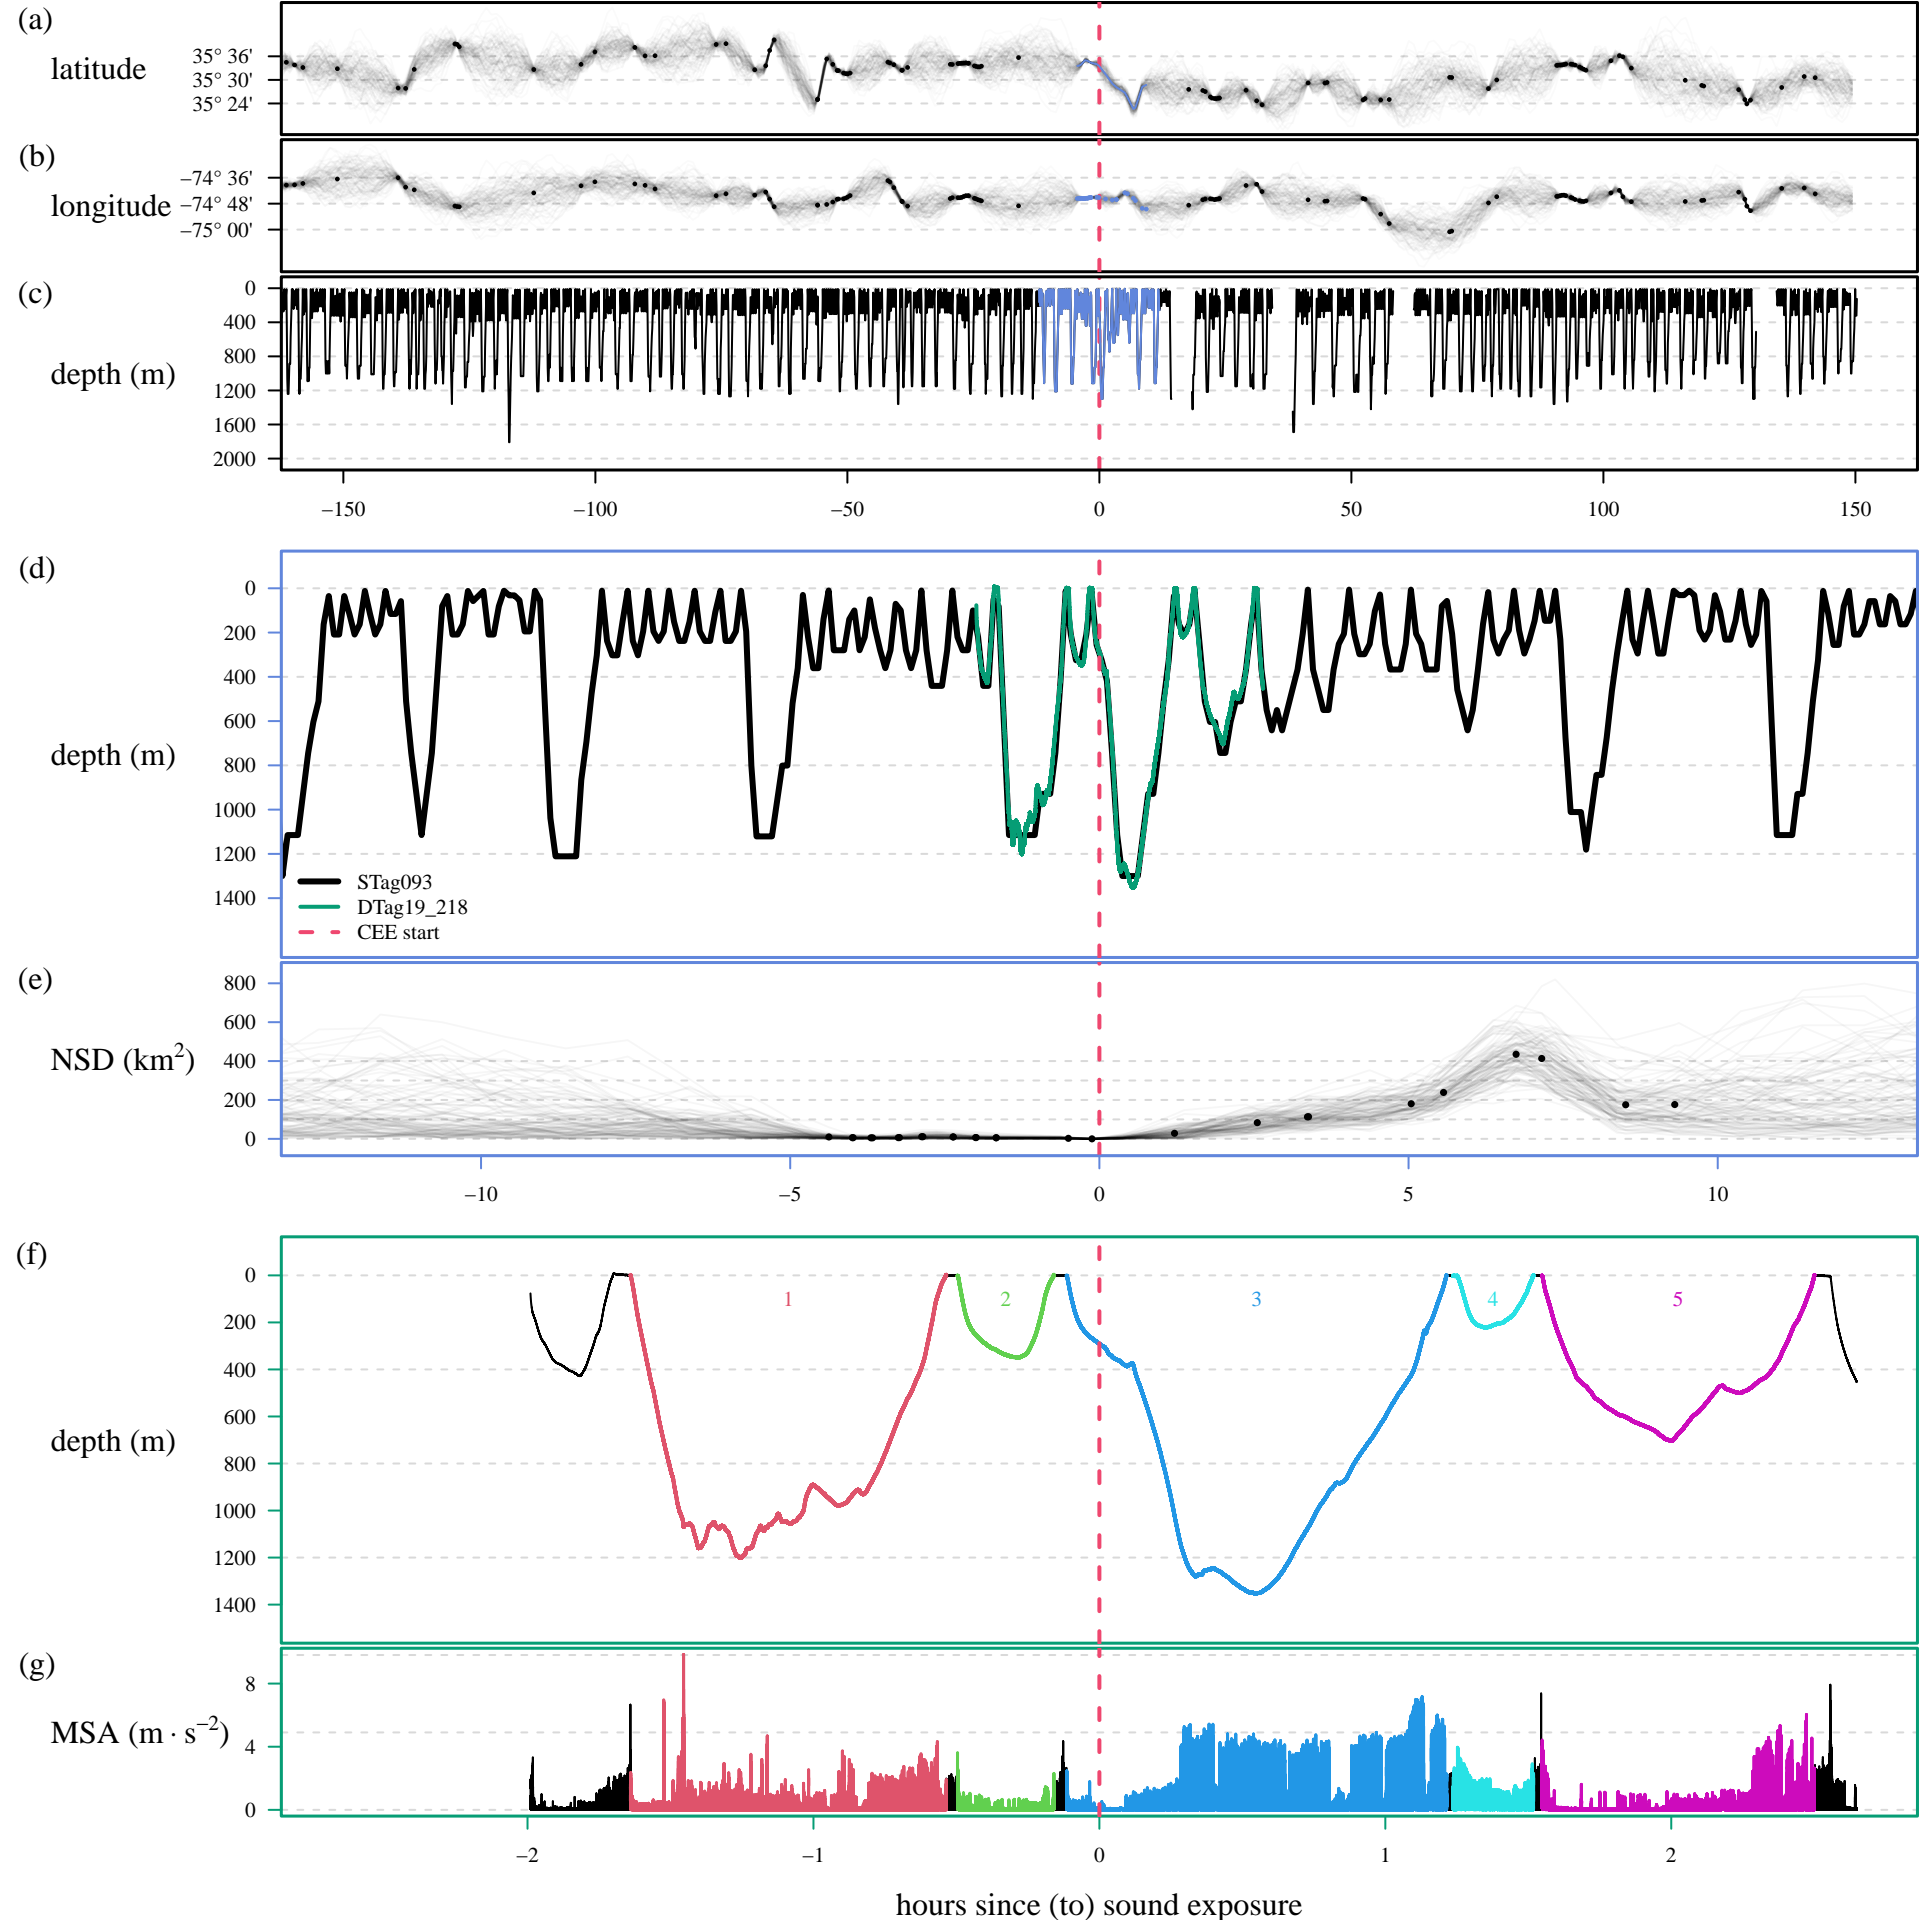 (a)
latitude
35° 36'
35° 30'
35° 24'
(b)
longitude
−74° 36'
−74° 48'
−75° 00'
(c)
depth (m)
0
400
800
1200
1600
2000
−150 −100 −50 0 50 100 150
(d)
depth (m)
0
200
400
600
800
1000
1200
1400
STag093
DTag19_218
CEE start
(e)
NSD (km²)
800
600
400
200
0
−10 −5 0 5 10
(f)
depth (m)
0
200
400
600
800
1000
1200
1400
1 2 3 4 5
(g)
MSA (m · s⁻²)
8
4
0
−2 −1 0 1 2
hours since (to) sound exposure